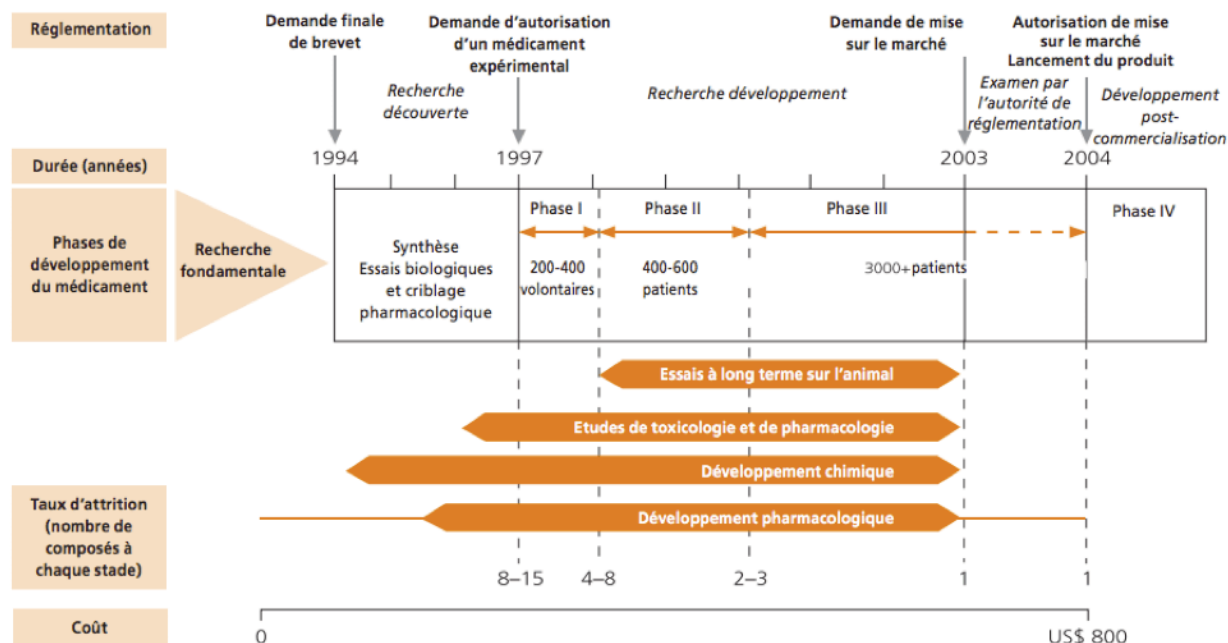 Réglementation
Demande finale
de brevet
Demande d'autorisation
d'un médicament
expérimental
Demande de mise
sur le marché
Autorisation de mise
sur le marché
Lancement du produit
Recherche
découverte
Recherche développement
Examen par
l'autorité de
réglementation
Développement
post-
commercialisation
Durée (années)
1994
1997
2003
2004
Phases de
développement
du médicament
Recherche
fondamentale
Synthèse
Essais biologiques
et criblage
pharmacologique
Phase I
200-400
volontaires
Phase II
400-600
patients
Phase III
3000+patients
Phase IV
Essais à long terme sur l'animal
Etudes de toxicologie et de pharmacologie
Développement chimique
Développement pharmacologique
Taux d'attrition
(nombre de
composés à
chaque stade)
8–15
4–8
2–3
1
1
Coût
0
US$ 800